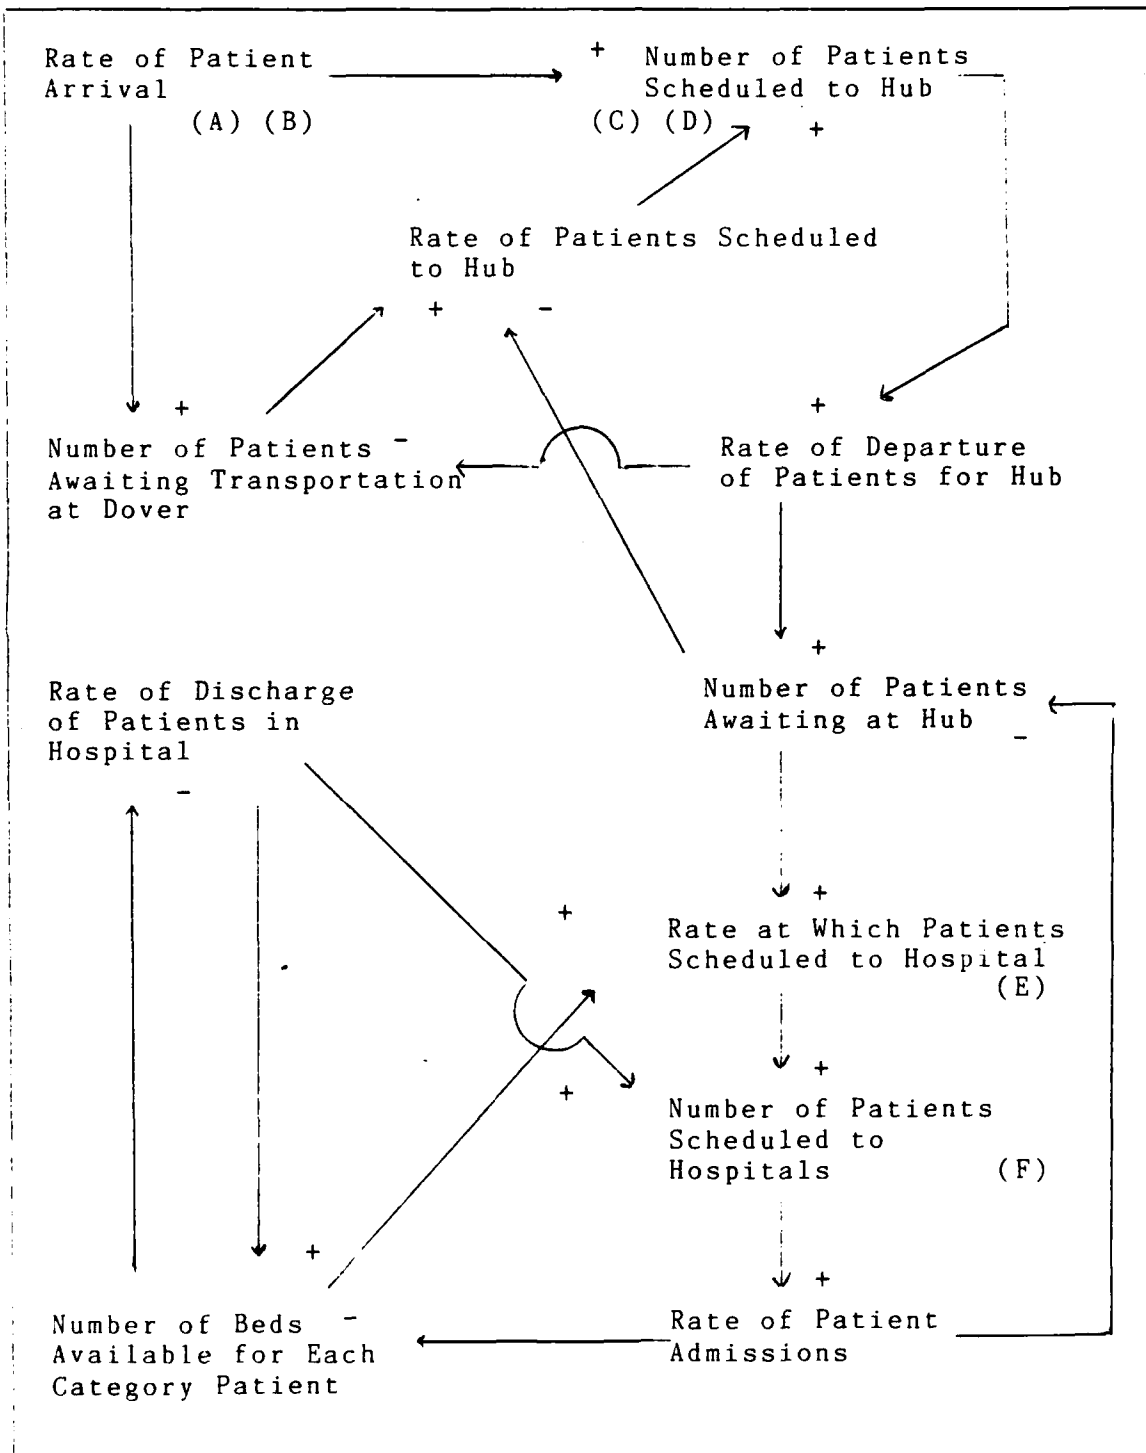 Rate of Patient
Arrival
(A) (B)
+ Number of Patients
Scheduled to Hub
(C) (D) +
Rate of Patients Scheduled
to Hub
+ -
+
Number of Patients -
Awaiting Transportation
at Dover
+
Rate of Departure
of Patients for Hub
+
Number of Patients
Awaiting at Hub
-
Rate of Discharge
of Patients in
Hospital
-
+ +
Rate at Which Patients
Scheduled to Hospital
(E)
+ +
Number of Patients
Scheduled to
Hospitals (F)
+
Rate of Patient
Admissions
+
Number of Beds -
Available for Each
Category Patient